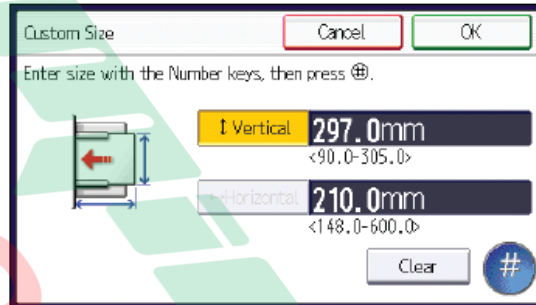 Custom Size
Cancel
OK
Enter size with the Number keys, then press #.
↕ Vertical
297.0mm
<90.0-305.0>
↔Horizontal
210.0mm
<148.0-600.0>
Clear
#